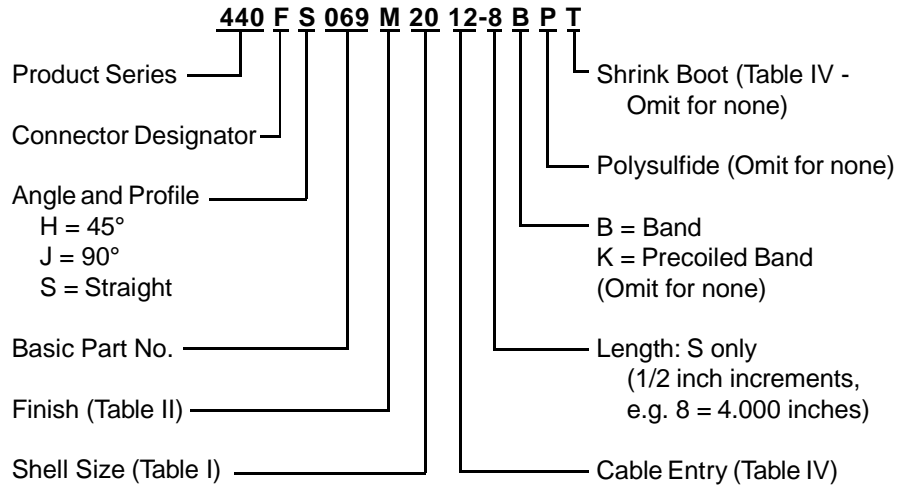 440 F S 069 M 20 12-8 B P T
Product Series
Connector Designator
Angle and Profile
H = 45°
J = 90°
S = Straight
Basic Part No.
Finish (Table II)
Shell Size (Table I)
Shrink Boot (Table IV -
Omit for none)
Polysulfide (Omit for none)
B = Band
K = Precoiled Band
(Omit for none)
Length: S only
(1/2 inch increments,
e.g. 8 = 4.000 inches)
Cable Entry (Table IV)